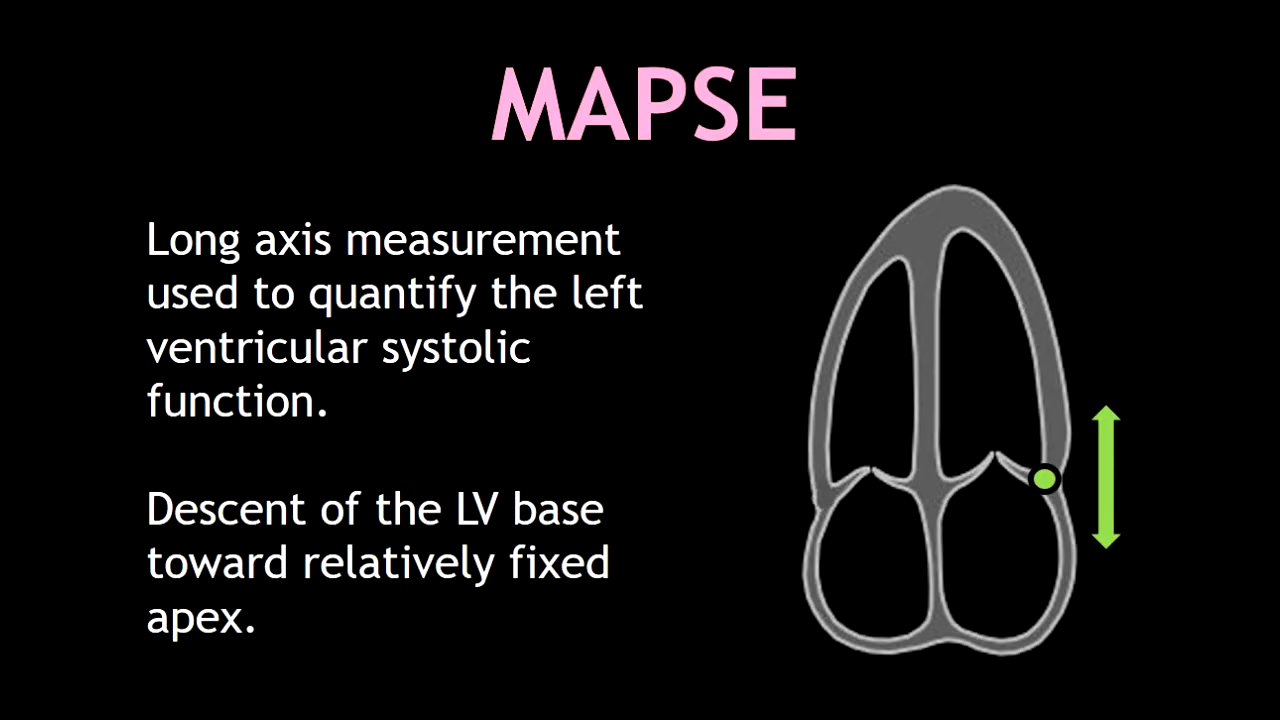 MAPSE
Long axis measurement
used to quantify the left
ventricular systolic
function.
Descent of the LV base
toward relatively fixed
apex.